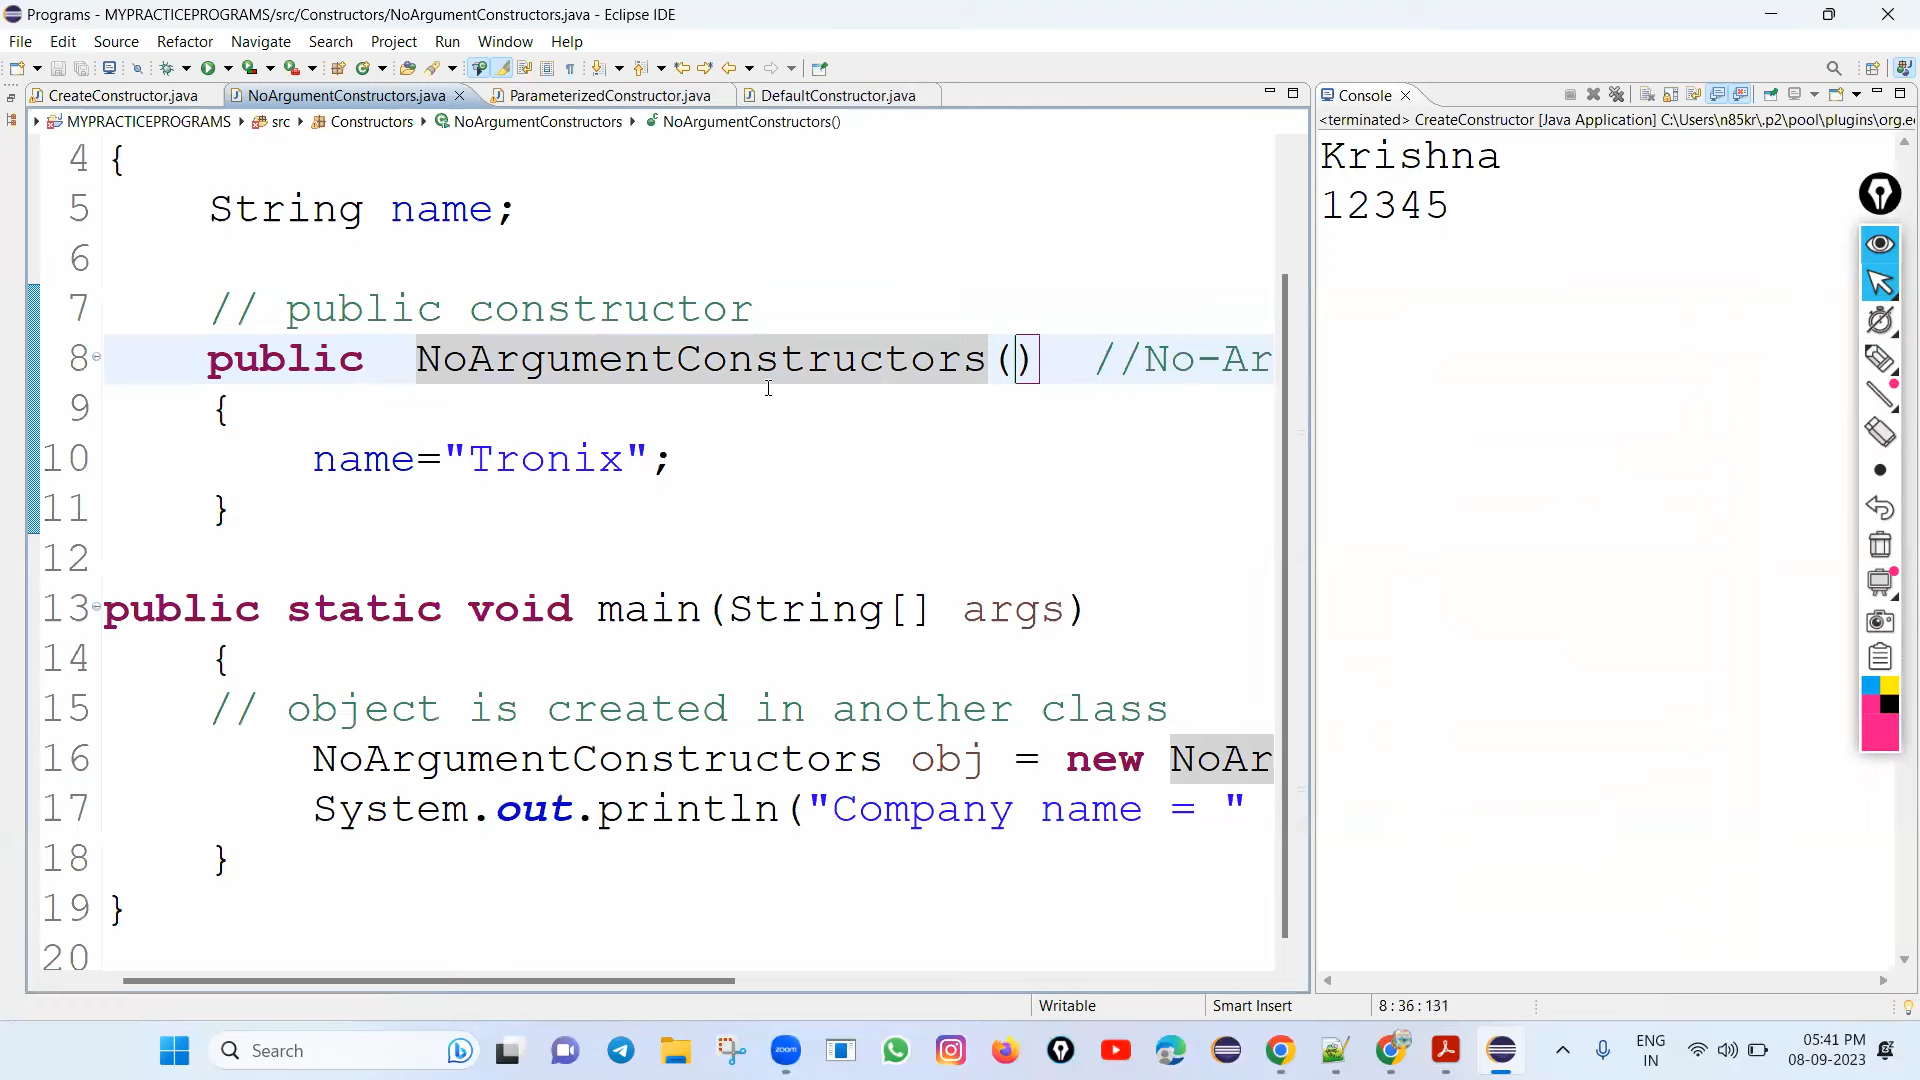 Programs - MYPRACTICEPROGRAMS/src/Constructors/NoArgumentConstructors.java - Eclipse IDE
File Edit Source Refactor Navigate Search Project Run Window Help
CreateConstructor.java NoArgumentConstructors.java ParameterizedConstructor.java DefaultConstructor.java
MYPRACTICEPROGRAMS src Constructors NoArgumentConstructors NoArgumentConstructors()
4 {
5 String name;
6
7 // public constructor
8 public NoArgumentConstructors() //No-Ar
9 {
10 name="Tronix";
11 }
12
13 public static void main(String[] args)
14 {
15 // object is created in another class
16 NoArgumentConstructors obj = new NoAr
17 System.out.println("Company name = "
18 }
19 }
20
Console
<terminated> CreateConstructor [Java Application] C:\Users\n85kr\.p2\pool\plugins\org.e
Krishna
12345
Writable Smart Insert 8 : 36 : 131
Search
zoom
ENG
IN
05:41 PM
08-09-2023